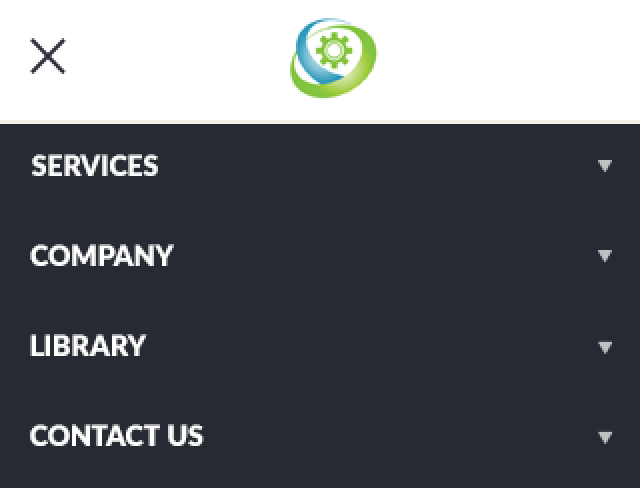 SERVICES
COMPANY
LIBRARY
CONTACT US